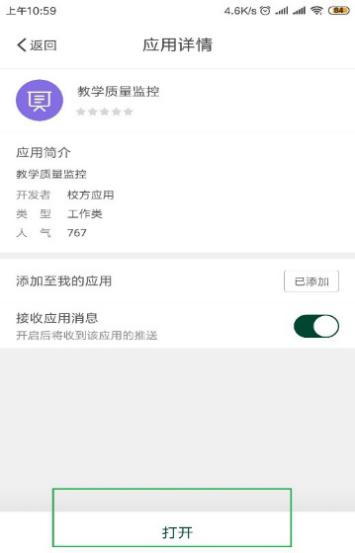 上午10:59 4.6K/s 84
返回 应用详情
教学质量监控
应用简介
教学质量监控
开发者 校方应用
类 型 工作类
人 气 767
添加至我的应用 已添加
接收应用消息
开启后将收到该应用的推送
打开